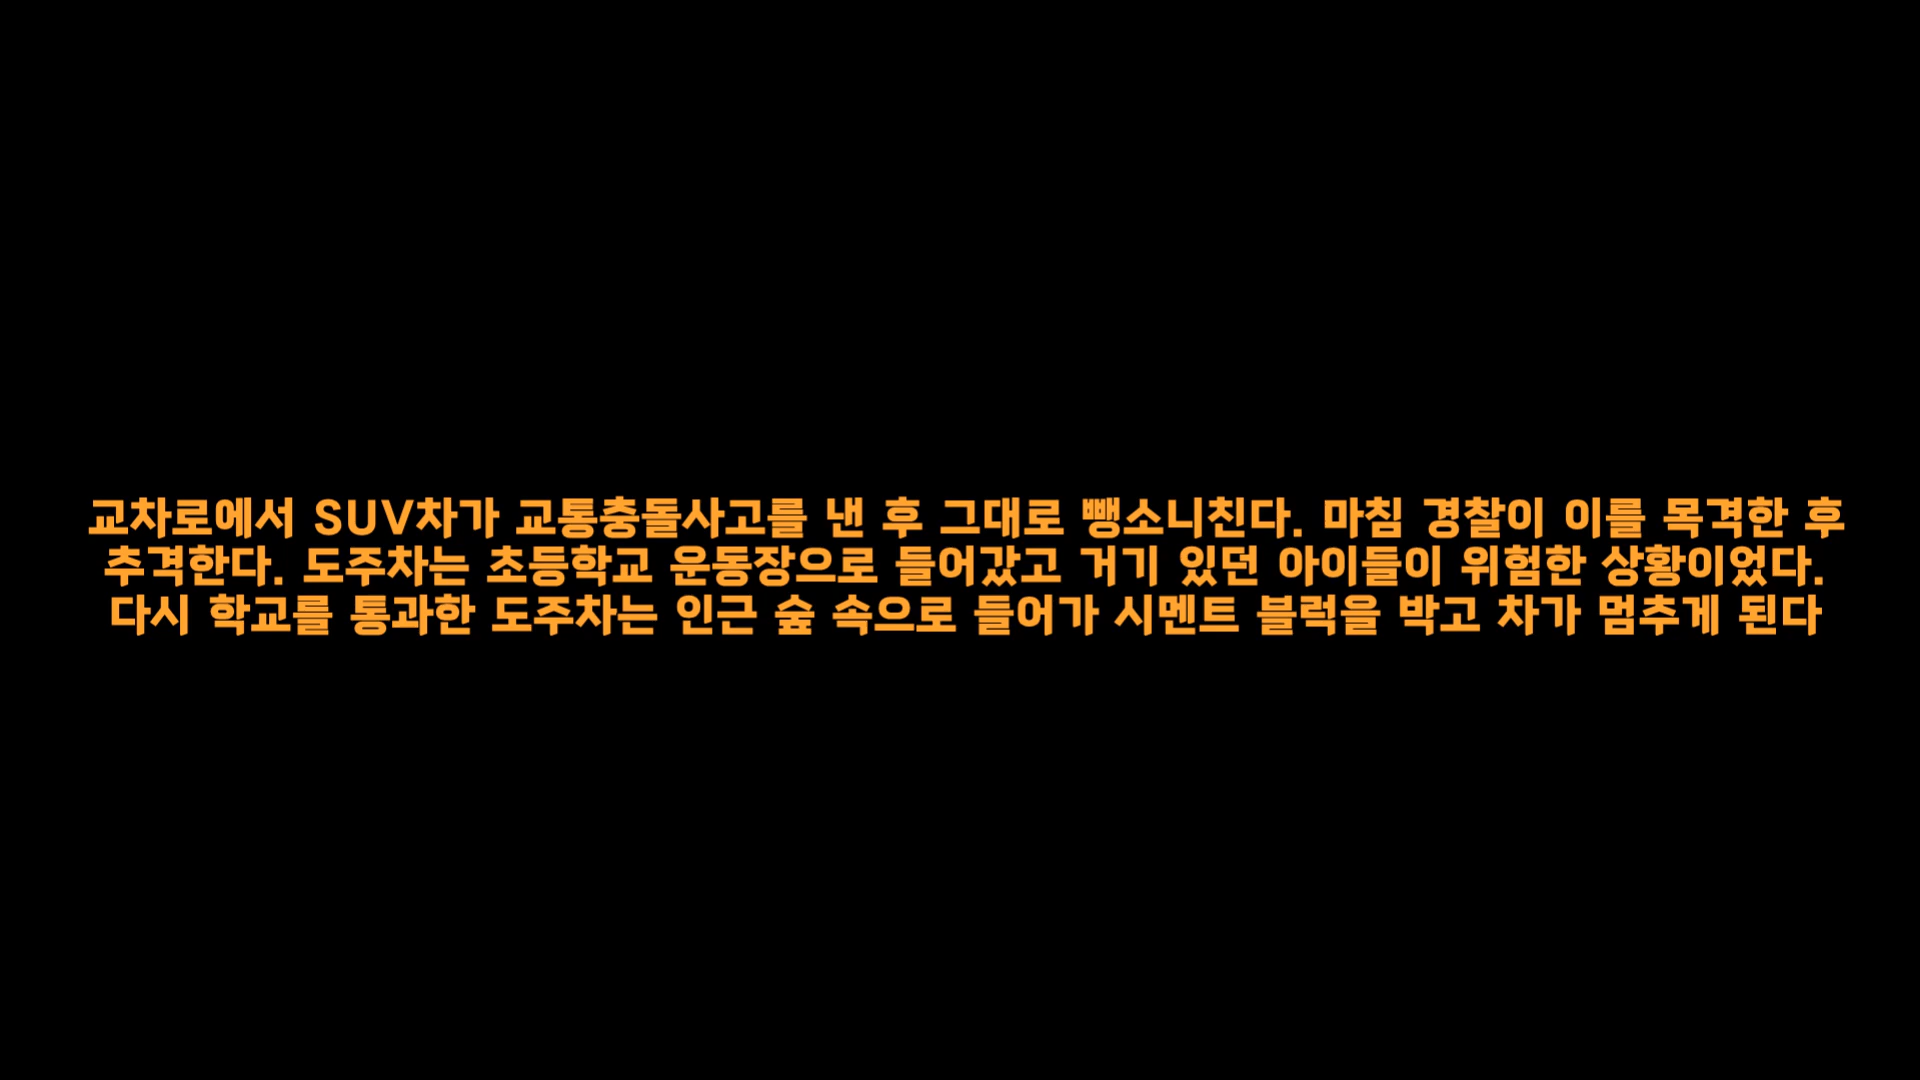 교차로에서 SUV차가 교통충돌사고를 낸 후 그대로 뺑소니친다. 마침 경찰이 이를 목격한 후
추격한다. 도주차는 초등학교 운동장으로 들어갔고 거기 있던 아이들이 위험한 상황이었다.
다시 학교를 통과한 도주차는 인근 숲 속으로 들어가 시멘트 블럭을 박고 차가 멈추게 된다